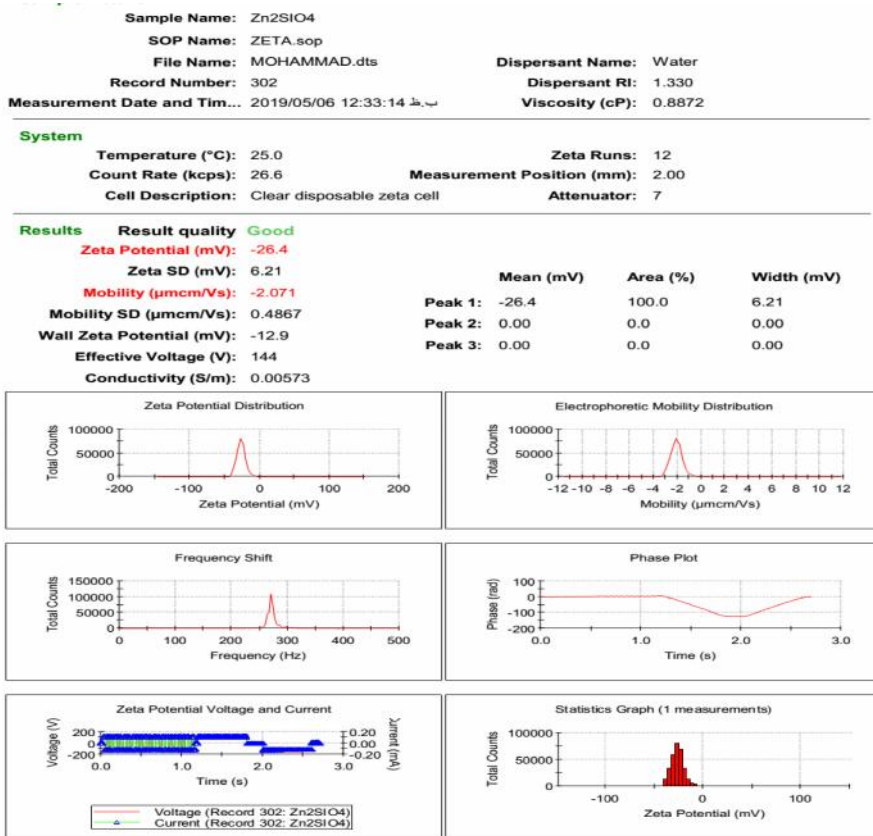 Sample Name: Zn2SIO4
SOP Name: ZETA.sop
File Name: MOHAMMAD.dts Dispersant Name: Water
Record Number: 302 Dispersant RI: 1.330
Measurement Date and Tim... 2019/05/06 12:33:14 ب.ظ Viscosity (cP): 0.8872
System
Temperature (°C): 25.0 Zeta Runs: 12
Count Rate (kcps): 26.6 Measurement Position (mm): 2.00
Cell Description: Clear disposable zeta cell Attenuator: 7
Results Result quality Good
Zeta Potential (mV): -26.4
Zeta SD (mV): 6.21
Mobility (µmcm/Vs): -2.071
Mobility SD (µmcm/Vs): 0.4867
Wall Zeta Potential (mV): -12.9
Effective Voltage (V): 144
Conductivity (S/m): 0.00573
Mean (mV) Area (%) Width (mV)
Peak 1: -26.4 100.0 6.21
Peak 2: 0.00 0.0 0.00
Peak 3: 0.00 0.0 0.00
Zeta Potential Distribution
Total Counts
100000
50000
0
-200 -100 0 100 200
Zeta Potential (mV)
Electrophoretic Mobility Distribution
Total Counts
100000
50000
0
-12 -10 -8 -6 -4 -2 0 2 4 6 8 10 12
Mobility (µmcm/Vs)
Frequency Shift
Total Counts
150000
100000
50000
0
0 100 200 300 400 500
Frequency (Hz)
Phase Plot
Phase (rad)
100
0
-100
-200
0.0 1.0 2.0 3.0
Time (s)
Zeta Potential Voltage and Current
Voltage (V)
200
0
-200
0.20
0.00
-0.20
(mA)
0.0 1.0 2.0 3.0
Time (s)
Voltage (Record 302: Zn2SIO4)
Current (Record 302: Zn2SIO4)
Statistics Graph (1 measurements)
Total Counts
100000
50000
0
-100 0 100
Zeta Potential (mV)